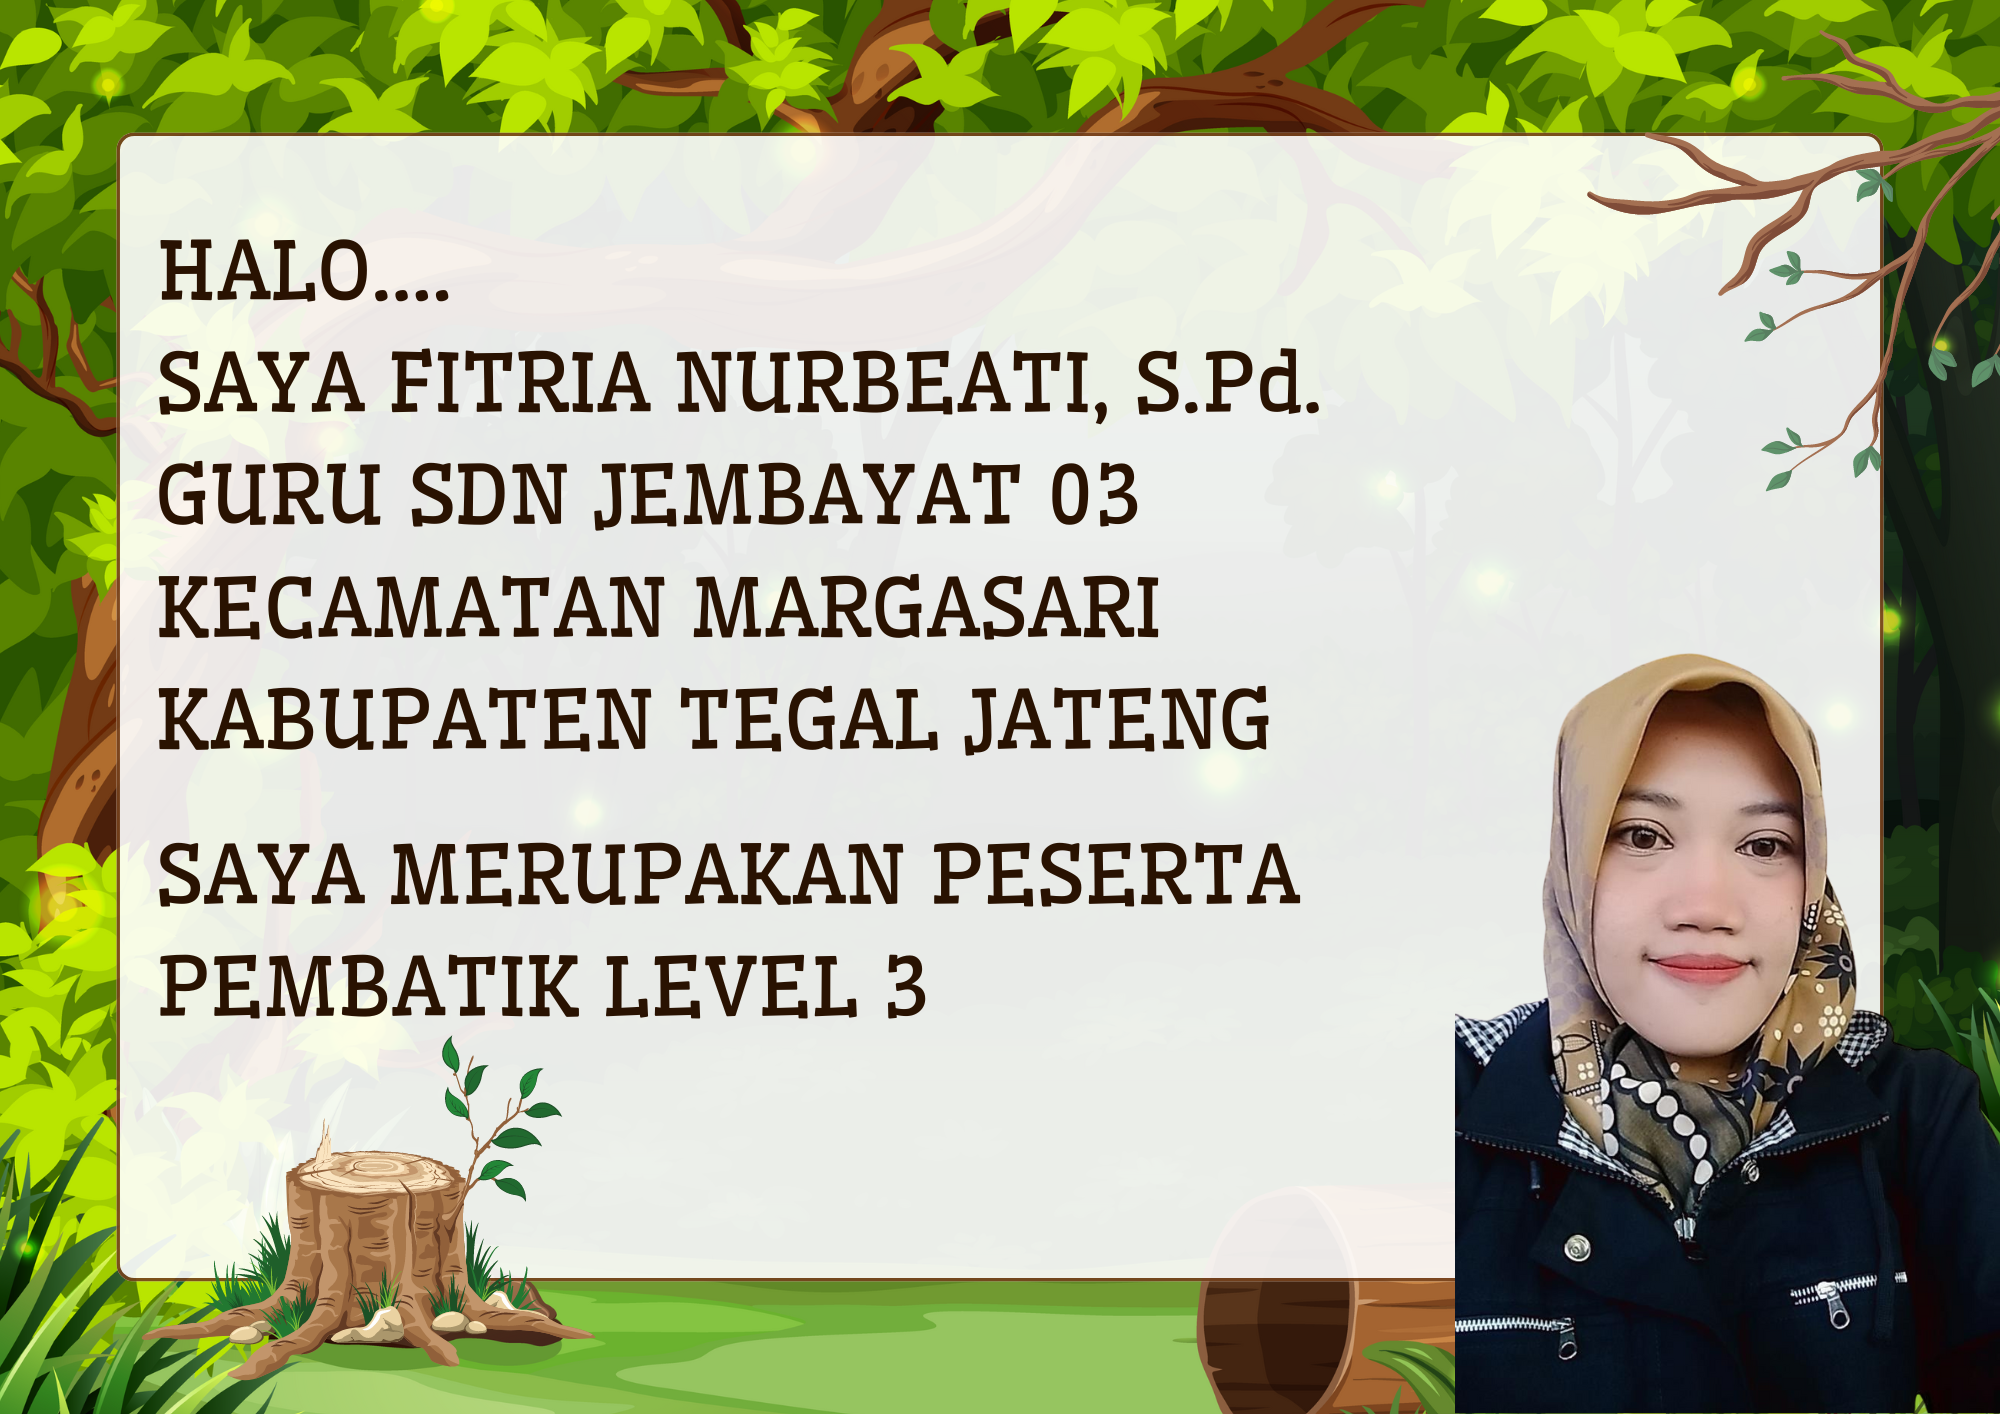 HALO....
SAYA FITRIA NURBEATI, S.Pd.
GURU SDN JEMBAYAT 03
KECAMATAN MARGASARI
KABUPATEN TEGAL JATENG
SAYA MERUPAKAN PESERTA
PEMBATIK LEVEL 3